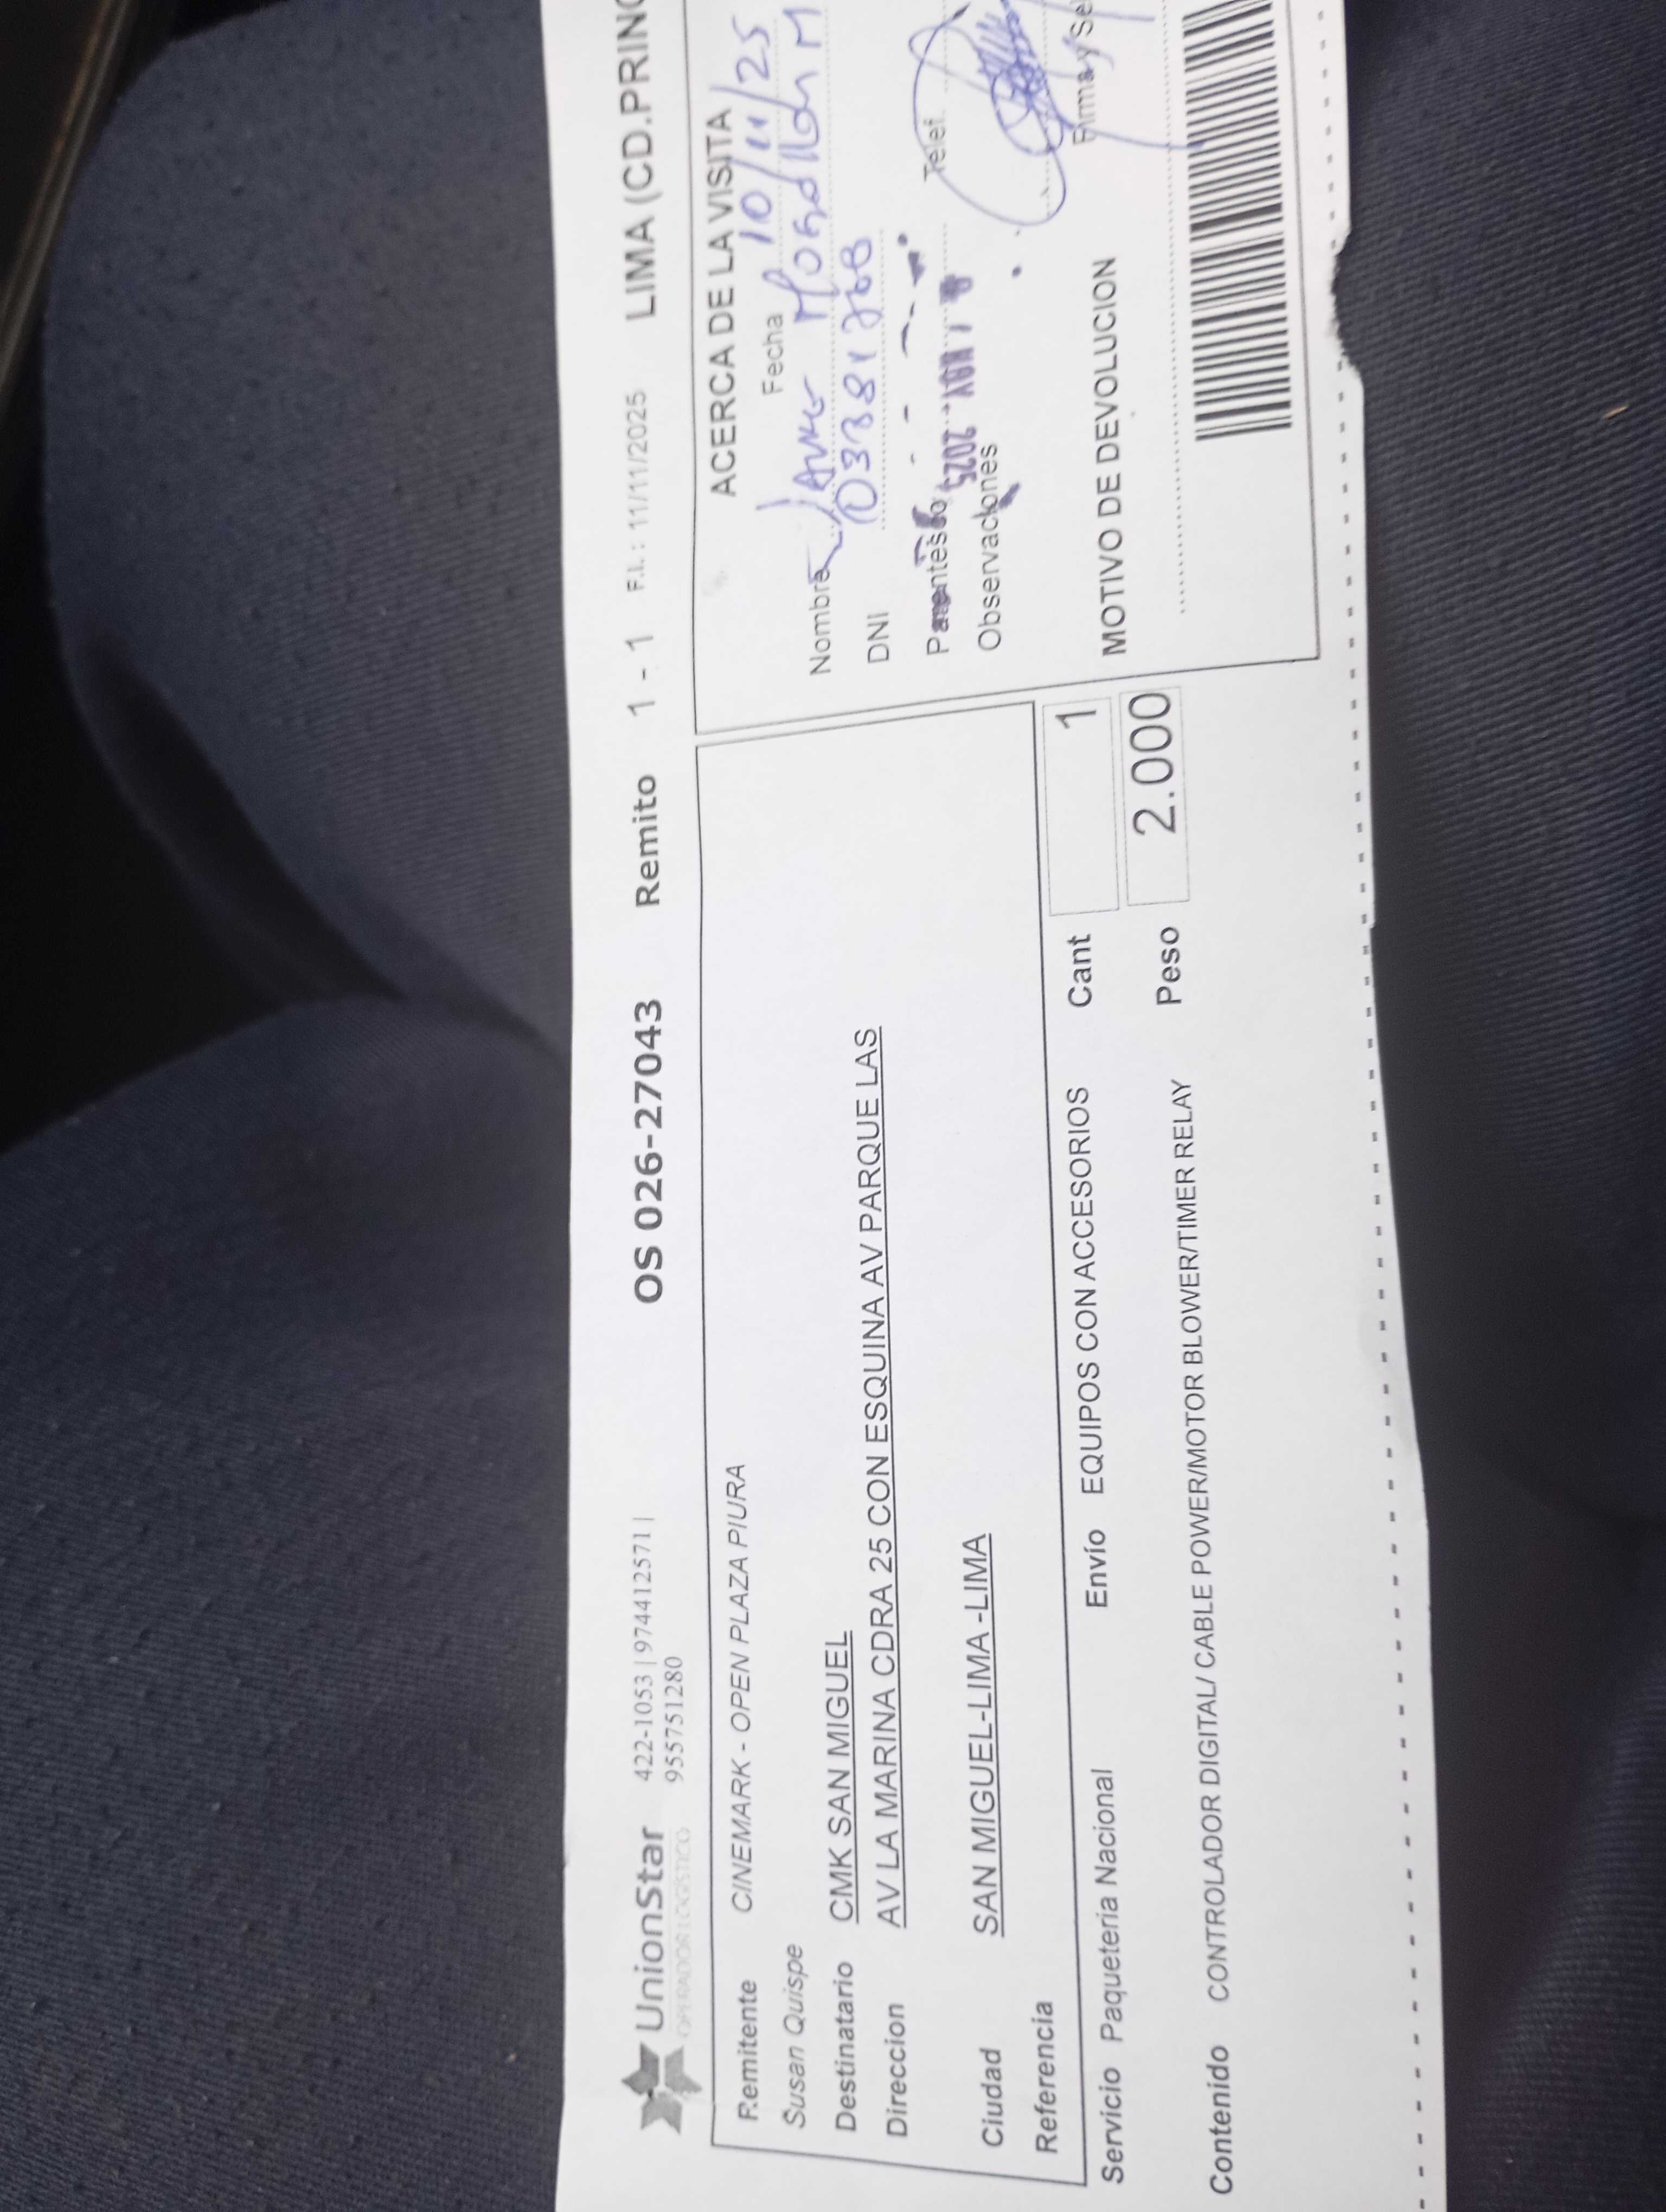 UnionStar 422-1053 | 974412571 | OS 026-27043 Remito 1 - 1 F.I.: 11/11/2025 LIMA (CD.PRINC
OPERADOR LOGÍSTICO 955751280
Remitente CINEMARK - OPEN PLAZA PIURA
Susan Quispe
Destinatario CMK SAN MIGUEL
Direccion AV LA MARINA CDRA 25 CON ESQUINA AV PARQUE LAS
Ciudad SAN MIGUEL-LIMA -LIMA
Referencia
Servicio Paqueteria Nacional Envío EQUIPOS CON ACCESORIOS Cant 1
Contenido CONTROLADOR DIGITAL/ CABLE POWER/MOTOR BLOWER/TIMER RELAY Peso 2.000
ACERCA DE LA VISITA
Fecha 10/11/25
Nombre
DNI
Parentesco Telef.
NOV. 2025
Observaciones
Firma y Se
MOTIVO DE DEVOLUCION